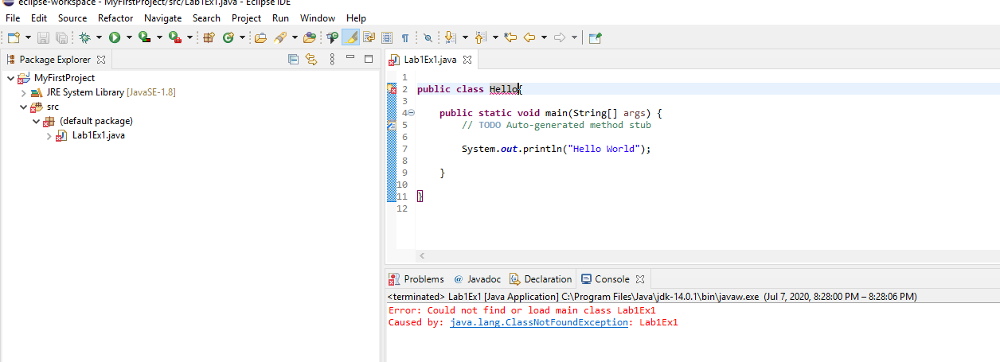 eclipse-workspace - MyFirstProject/src/Lab1Ex1.java - Eclipse IDE
File Edit Source Refactor Navigate Search Project Run Window Help
Package Explorer
MyFirstProject
JRE System Library [JavaSE-1.8]
src
(default package)
Lab1Ex1.java
Lab1Ex1.java
1
2 public class Hello{
3
4 public static void main(String[] args) {
5 // TODO Auto-generated method stub
6
7 System.out.println("Hello World");
8
9 }
10
11 }
12
Problems @ Javadoc Declaration Console
<terminated> Lab1Ex1 [Java Application] C:\Program Files\Java\jdk-14.0.1\bin\javaw.exe (Jul 7, 2020, 8:28:00 PM – 8:28:06 PM)
Error: Could not find or load main class Lab1Ex1
Caused by: java.lang.ClassNotFoundException: Lab1Ex1